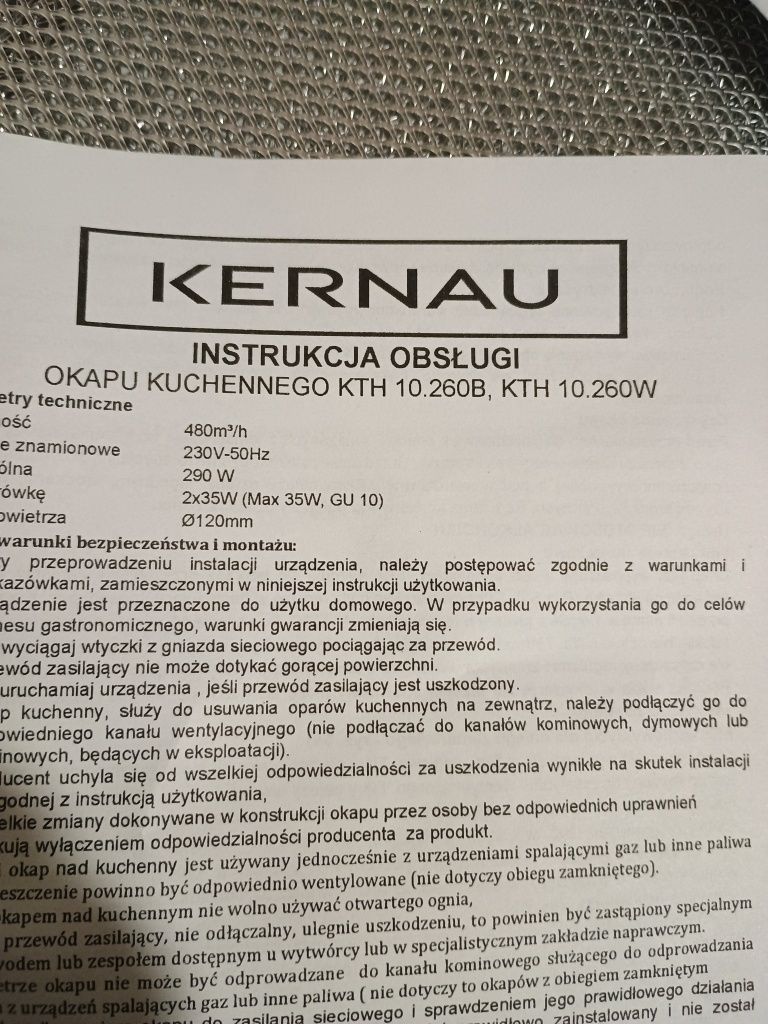 KERNAU
INSTRUKCJA OBSŁUGI
OKAPU KUCHENNEGO KTH 10.260B, KTH 10.260W
etry techniczne
ość 480m³/h
e znamionowe 230V-50Hz
ólna 290 W
rówkę 2x35W (Max 35W, GU 10)
owietrza Ø120mm
warunki bezpieczeństwa i montażu:
y przeprowadzeniu instalacji urządzenia, należy postępować zgodnie z warunkami i
kazówkami, zamieszczonymi w niniejszej instrukcji użytkowania.
ądzenie jest przeznaczone do użytku domowego. W przypadku wykorzystania go do celów
nesu gastronomicznego, warunki gwarancji zmieniają się.
wyciągaj wtyczki z gniazda sieciowego pociągając za przewód.
ewód zasilający nie może dotykać gorącej powierzchni.
uruchamiaj urządzenia , jeśli przewód zasilający jest uszkodzony.
p kuchenny, służy do usuwania oparów kuchennych na zewnątrz, należy podłączyć go do
owiedniego kanału wentylacyjnego (nie podłączać do kanałów kominowych, dymowych lub
inowych, będących w eksploatacji).
ducent uchyla się od wszelkiej odpowiedzialności za uszkodzenia wynikłe na skutek instalacji
godnej z instrukcją użytkowania,
elkie zmiany dokonywane w konstrukcji okapu przez osoby bez odpowiednich uprawnień
kują wyłączeniem odpowiedzialności producenta za produkt.
i okap nad kuchenny jest używany jednocześnie z urządzeniami spalającymi gaz lub inne paliwa
eszczenie powinno być odpowiednio wentylowane (nie dotyczy obiegu zamkniętego).
okapem nad kuchennym nie wolno używać otwartego ognia,
przewód zasilający, nie odłączalny, ulegnie uszkodzeniu, to powinien być zastąpiony specjalnym
wodem lub zespołem dostępnym u wytwórcy lub w specjalistycznym zakładzie naprawczym.
etrze okapu nie może być odprowadzane do kanału kominowego służącego do odprowadzania
z urządzeń spalających gaz lub inne paliwa ( nie dotyczy to okapów z obiegiem zamkniętym
do zasilania sieciowego i sprawdzeniem jego prawidłowego działania
zainstalowany i nie został